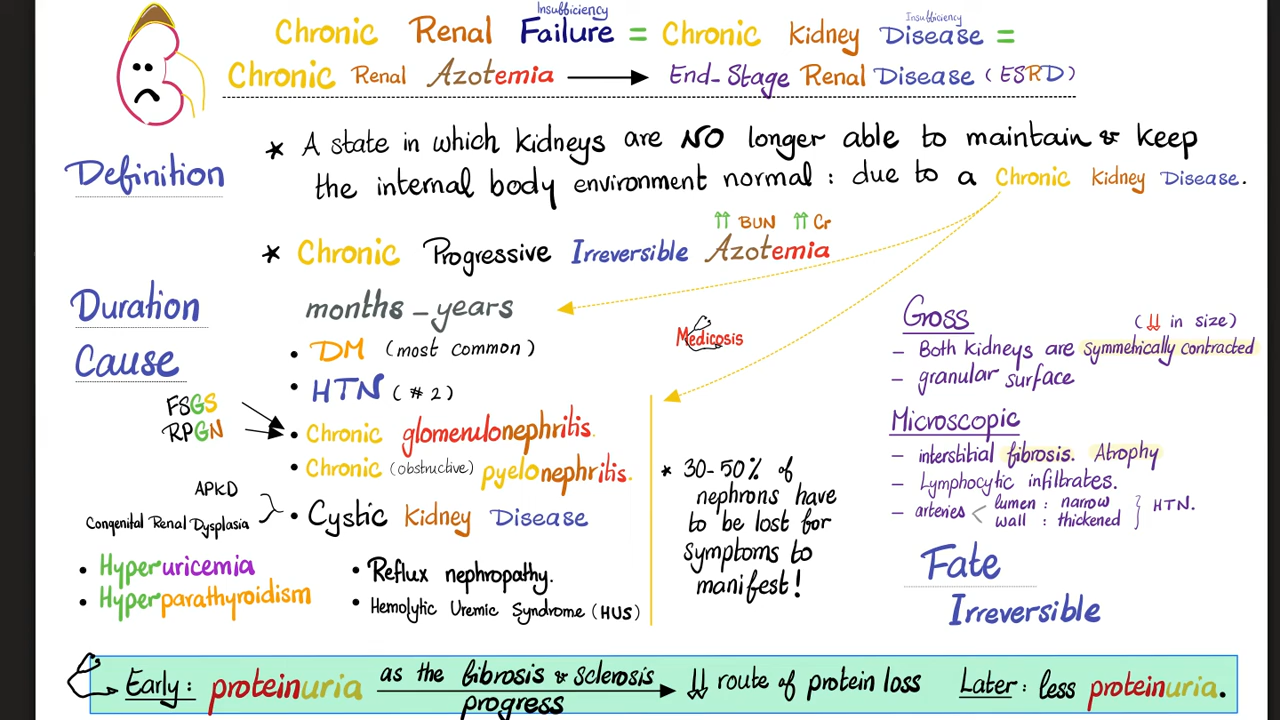 Insufficiency
Insufficiency
Chronic Renal Failure = Chronic Kidney Disease =
Chronic Renal Azotemia → End-Stage Renal Disease (ESRD)
Definition
* A state in which kidneys are NO longer able to maintain & keep
the internal body environment normal : due to a Chronic Kidney Disease.
⇈ BUN ⇈ Cr
* Chronic Progressive Irreversible Azotemia
Duration
months - years
Cause
• DM (most common)
• HTN (#2)
FSGS
RPGN
• Chronic glomerulonephritis.
• Chronic (obstructive) pyelonephritis.
APKD
Congenital Renal Dysplasia
• Cystic Kidney Disease
• Hyperuricemia
• Hyperparathyroidism
• Reflux nephropathy.
• Hemolytic Uremic Syndrome (HUS)
Medicosis
* 30-50% of
nephrons have
to be lost for
symptoms to
manifest!
Gross
(⇊ in size)
- Both kidneys are symmetrically contracted
- granular surface
Microscopic
- interstitial fibrosis. Atrophy
- Lymphocytic infiltrates.
- arteries < lumen : narrow
wall : thickened } HTN.
Fate
Irreversible
Early: proteinuria as the fibrosis & sclerosis
progress → ⇊ route of protein loss Later: less proteinuria.